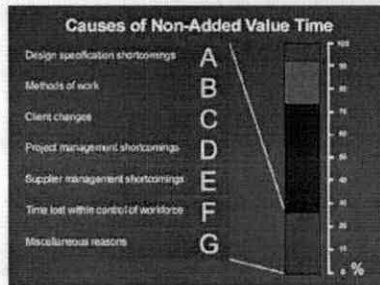 Causes of Non-Added Value Time
Design specification shortcomings A
Methods of work B
Client changes C
Project management shortcomings D
Supplier management shortcomings E
Time lost within control of workforce F
Miscellaneous reasons G
100
90
80
70
60
50
40
30
20
10
0 %